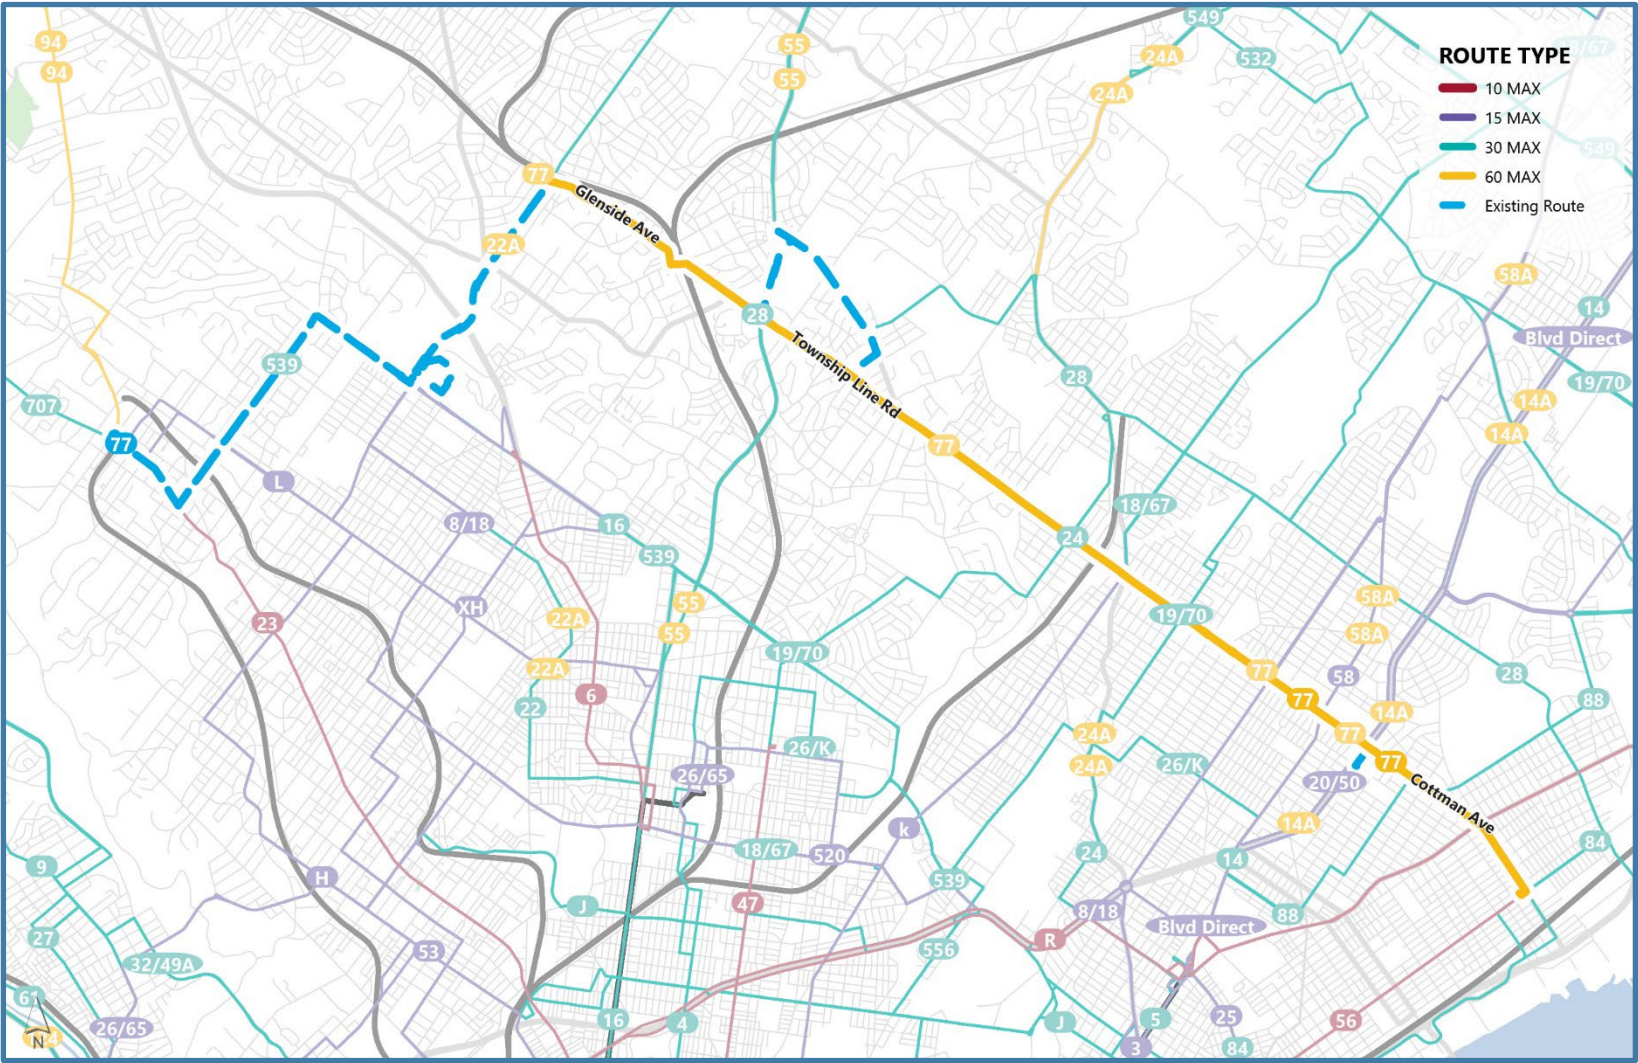 94
94
549
55
24A
532
55
24A
549
ROUTE TYPE
10 MAX
15 MAX
30 MAX
60 MAX
Existing Route
77
Glenside Ave
22A
58A
14
28
Blvd Direct
Township Line Rd
539
28
19/70
707
14A
14A
77
77
L
18/67
8/18
16
24
539
58A
XH
55
22A
19/70
23
55
58A
19/70
22A
77
58
28
6
77
88
22
14A
24A
77
26/K
77
24A
26/K
26/65
20/50
Cottman Ave
14A
k
84
18/67
520
24
14
9
H
539
J
47
8/18
88
Blvd Direct
27
R
53
556
32/49A
61
16
4
J
5
25
56
26/65
N
3
84